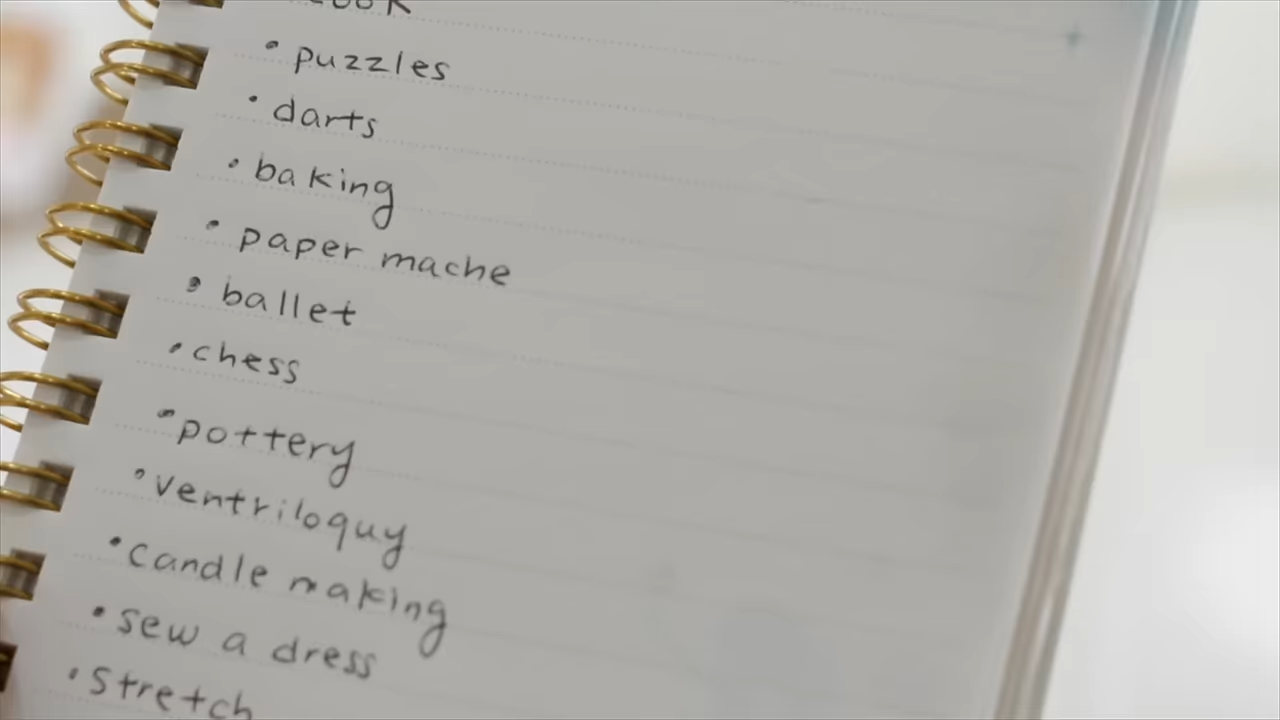 • puzzles
• darts
• baking
• paper mache
• ballet
• chess
• pottery
• ventriloquy
• candle making
• sew a dress
• Stretch